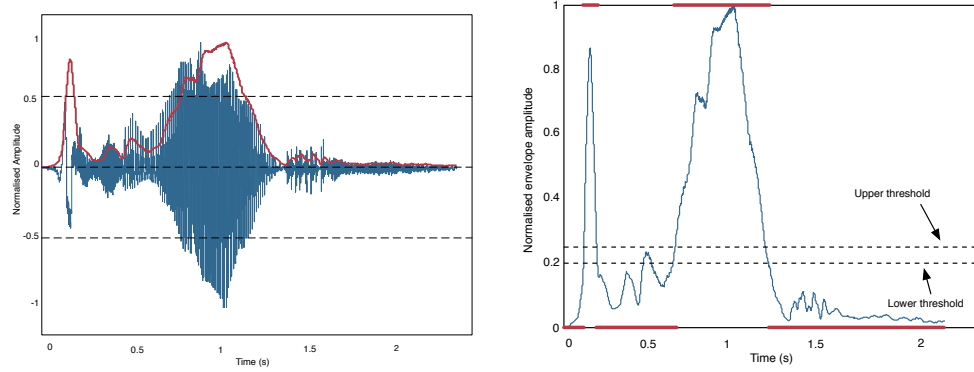 Normalised Amplitude
1
0.5
0
-0.5
-1
0 0.5 1 1.5 2
Time (s)
Normalised envelope amplitude
1
0.8
0.6
0.4
0.2
0
Upper threshold
Lower threshold
0 0.5 1 1.5 2
Time (s)